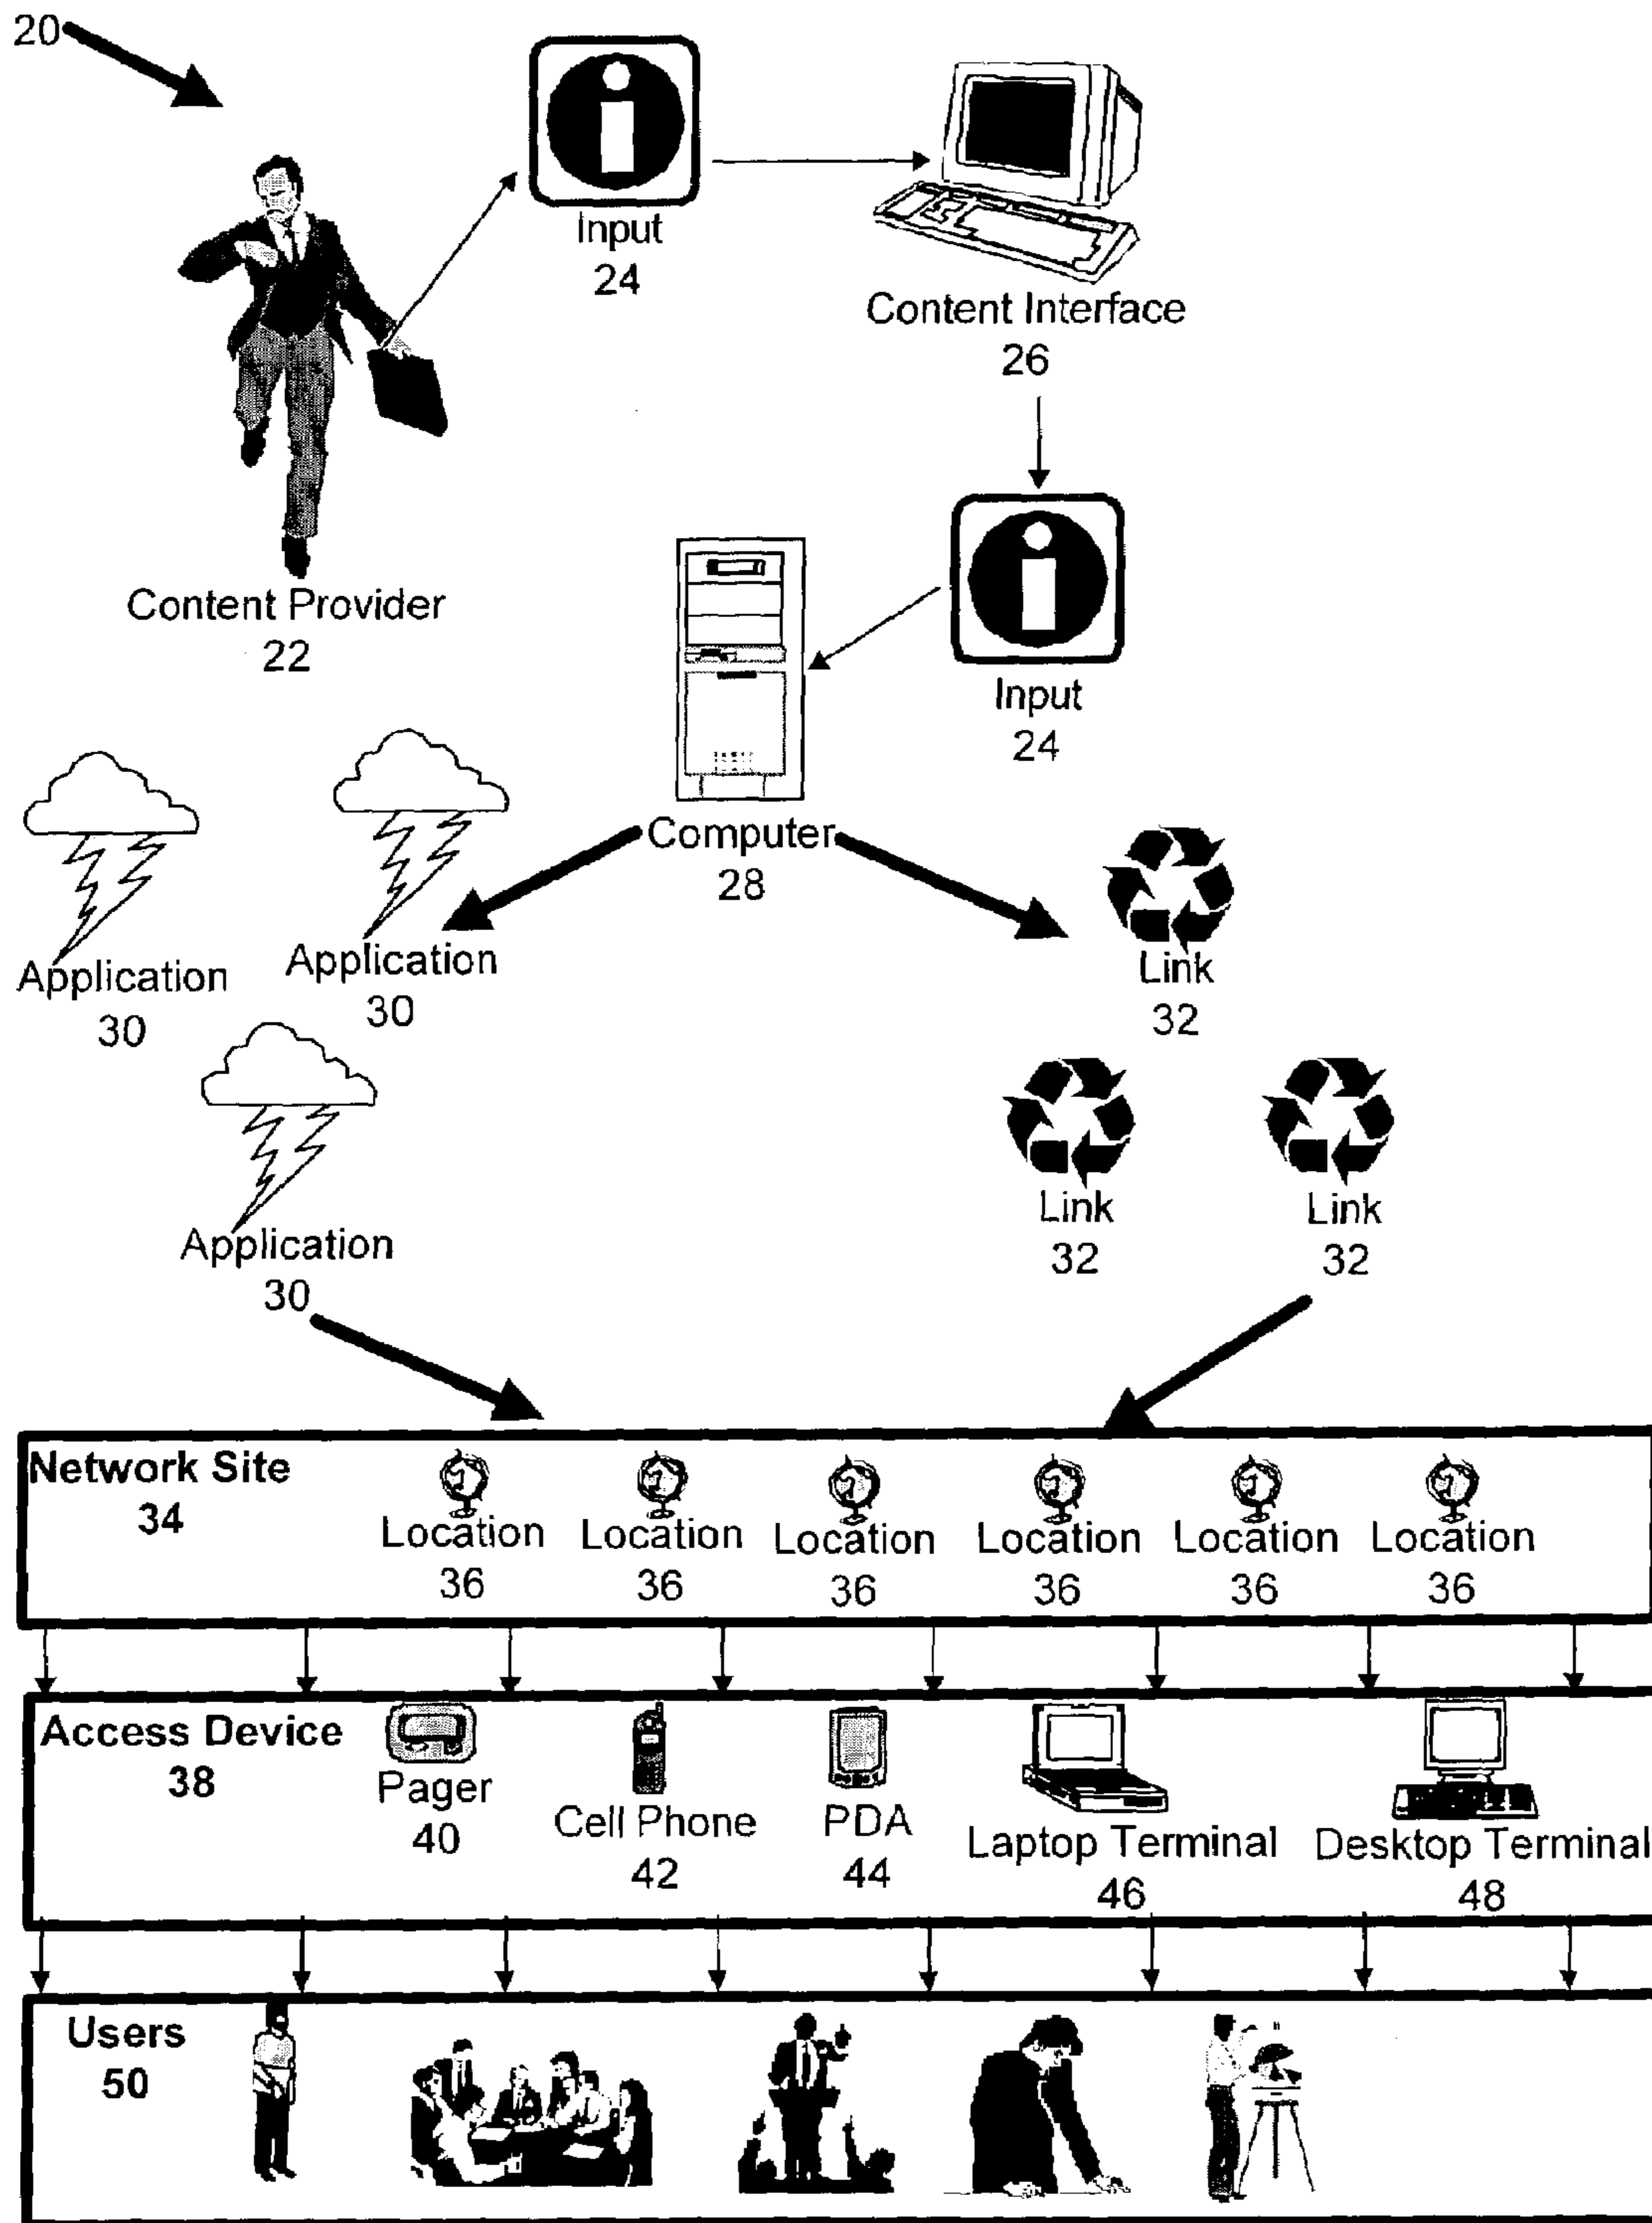 20
Input
24
Content Interface
26
Content Provider
22
Input
24
Computer
28
Application
30
Application
30
Link
32
Application
30
Link
32
Link
32
Network Site
34
Location
36
Location
36
Location
36
Location
36
Location
36
Location
36
Access Device
38
Pager
40
Cell Phone
42
PDA
44
Laptop Terminal
46
Desktop Terminal
48
Users
50